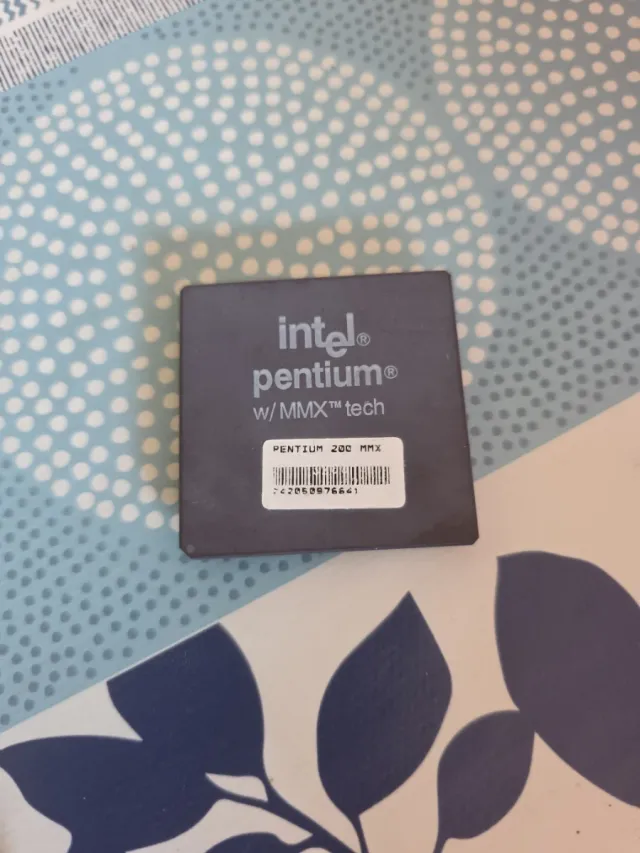 intel®
pentium®
w/MMX™ tech
PENTIUM 200 MMX